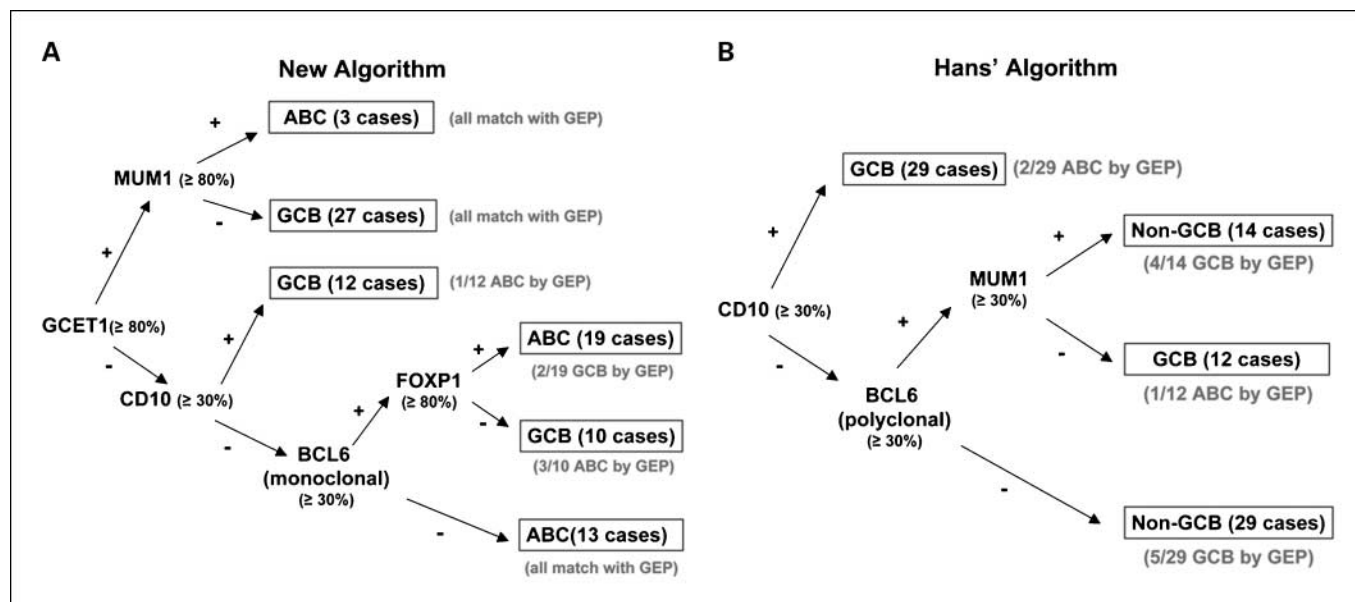 A
New Algorithm
+
ABC (3 cases) (all match with GEP)
MUM1 (≥ 80%)
-
GCB (27 cases) (all match with GEP)
+
GCB (12 cases) (1/12 ABC by GEP)
GCET1(≥ 80%)
+
-
CD10 (≥ 30%)
+
ABC (19 cases)
(2/19 GCB by GEP)
FOXP1
(≥ 80%)
+
-
GCB (10 cases)
(3/10 ABC by GEP)
-
BCL6
(monoclonal)
(≥ 30%)
-
ABC(13 cases)
(all match with GEP)
B
Hans' Algorithm
GCB (29 cases) (2/29 ABC by GEP)
+
CD10 (≥ 30%)
-
+
Non-GCB (14 cases)
(4/14 GCB by GEP)
MUM1
(≥ 30%)
+
-
GCB (12 cases)
(1/12 ABC by GEP)
BCL6
(polyclonal)
(≥ 30%)
-
Non-GCB (29 cases)
(5/29 GCB by GEP)